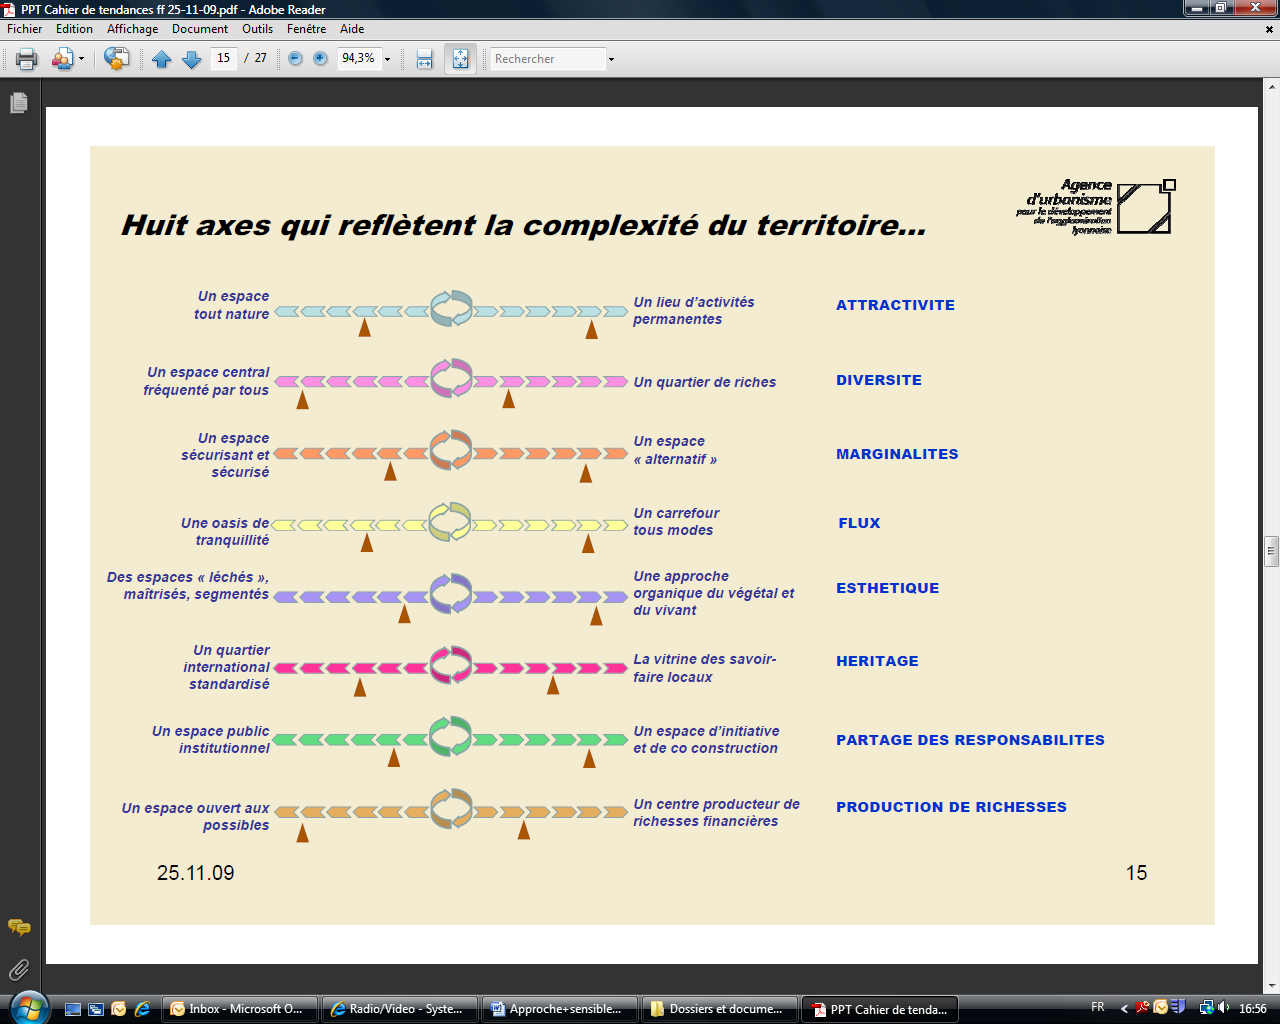 PPT Cahier de tendances ff 25-11-09.pdf - Adobe Reader
Fichier Edition Affichage Document Outils Fenêtre Aide
15 / 27 94,3% Rechercher
Agence
d'urbanisme
pour le développement
de l'agglomération
lyonnaise
Huit axes qui reflètent la complexité du territoire...
Un espace
tout nature
Un lieu d'activités
permanentes
ATTRACTIVITE
Un espace central
fréquenté par tous
Un quartier de riches
DIVERSITE
Un espace
sécurisant et
sécurisé
Un espace
« alternatif »
MARGINALITES
Une oasis de
tranquillité
Un carrefour
tous modes
FLUX
Des espaces « léchés »,
maîtrisés, segmentés
Une approche
organique du végétal et
du vivant
ESTHETIQUE
Un quartier
international
standardisé
La vitrine des savoir-
faire locaux
HERITAGE
Un espace public
institutionnel
Un espace d'initiative
et de co construction
PARTAGE DES RESPONSABILITES
Un espace ouvert aux
possibles
Un centre producteur de
richesses financières
PRODUCTION DE RICHESSES
25.11.09
15
Inbox - Microsoft O... Radio/Video - Syste... Approche+sensible... Dossiers et docume... PPT Cahier de tenda... FR 16:56